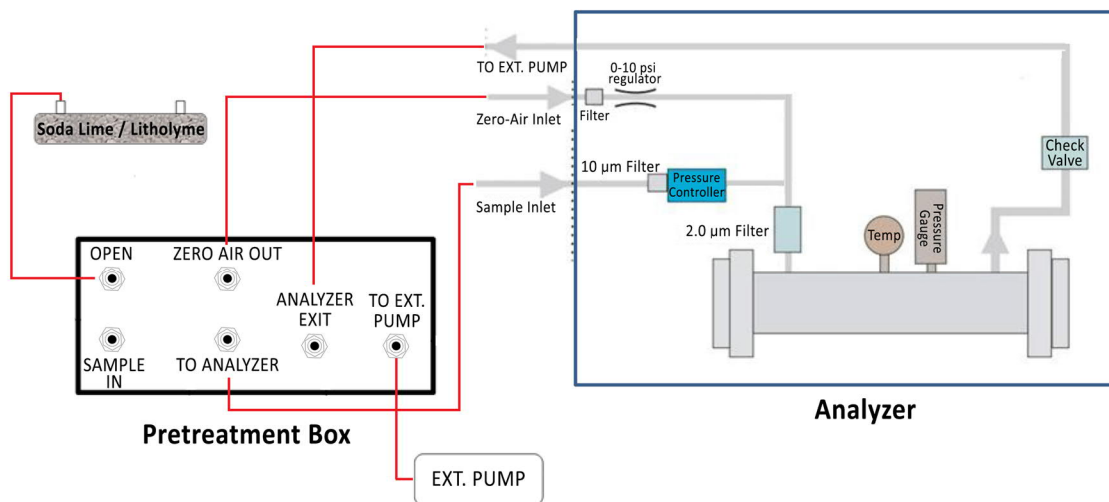 TO EXT. PUMP
0-10 psi
regulator
Soda Lime / Litholyme
Zero-Air Inlet
Filter
Check
Valve
10 µm Filter
Pressure
Controller
Sample Inlet
Pressure
Gauge
2.0 µm Filter
Temp
OPEN
ZERO AIR OUT
ANALYZER
EXIT
TO EXT.
PUMP
SAMPLE
IN
TO ANALYZER
Analyzer
Pretreatment Box
EXT. PUMP